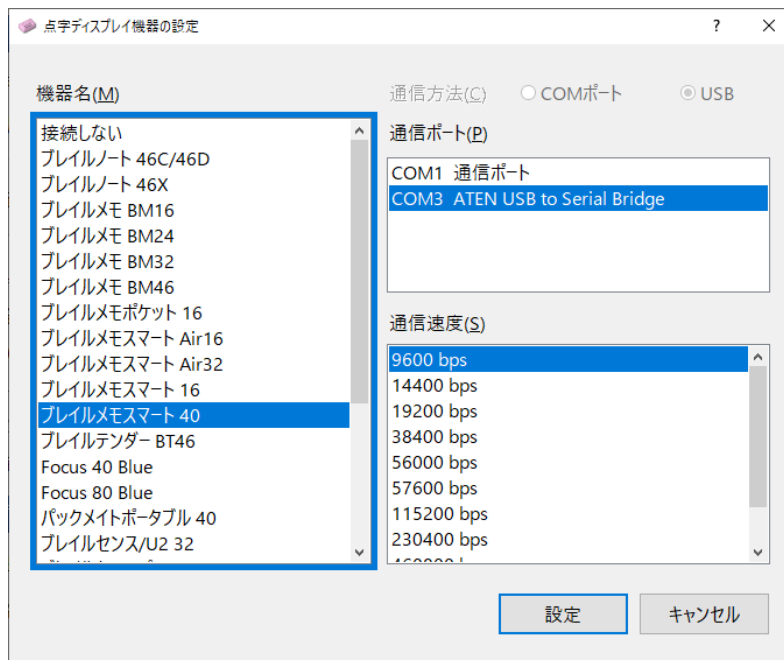 点字ディスプレイ機器の設定
機器名(M)
接続しない
ブレイルノート 46C/46D
ブレイルノート 46X
ブレイルメモ BM16
ブレイルメモ BM24
ブレイルメモ BM32
ブレイルメモ BM46
ブレイルメモポケット 16
ブレイルメモスマート Air16
ブレイルメモスマート Air32
ブレイルメモスマート 16
ブレイルメモスマート 40
ブレイルテンダー BT46
Focus 40 Blue
Focus 80 Blue
パックメイトポータブル 40
ブレイルセンス/U2 32
通信方法(C) COMポート USB
通信ポート(P)
COM1 通信ポート
COM3 ATEN USB to Serial Bridge
通信速度(S)
9600 bps
14400 bps
19200 bps
38400 bps
56000 bps
57600 bps
115200 bps
230400 bps
設定 キャンセル